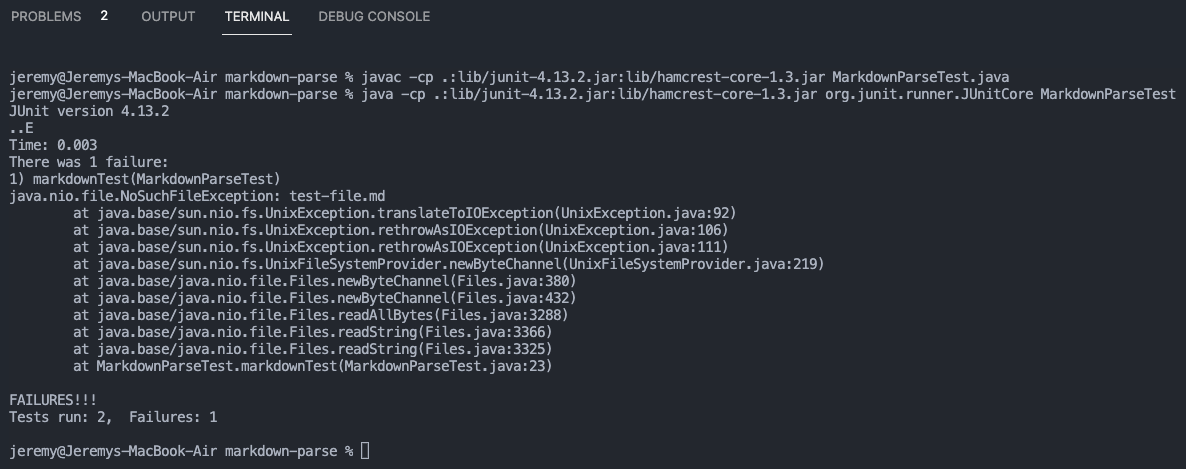 PROBLEMS 2 OUTPUT TERMINAL DEBUG CONSOLE
jeremy@Jeremys-MacBook-Air markdown-parse % javac -cp .:lib/junit-4.13.2.jar:lib/hamcrest-core-1.3.jar MarkdownParseTest.java
jeremy@Jeremys-MacBook-Air markdown-parse % java -cp .:lib/junit-4.13.2.jar:lib/hamcrest-core-1.3.jar org.junit.runner.JUnitCore MarkdownParseTest
JUnit version 4.13.2
..E
Time: 0.003
There was 1 failure:
1) markdownTest(MarkdownParseTest)
java.nio.file.NoSuchFileException: test-file.md
        at java.base/sun.nio.fs.UnixException.translateToIOException(UnixException.java:92)
        at java.base/sun.nio.fs.UnixException.rethrowAsIOException(UnixException.java:106)
        at java.base/sun.nio.fs.UnixException.rethrowAsIOException(UnixException.java:111)
        at java.base/sun.nio.fs.UnixFileSystemProvider.newByteChannel(UnixFileSystemProvider.java:219)
        at java.base/java.nio.file.Files.newByteChannel(Files.java:380)
        at java.base/java.nio.file.Files.newByteChannel(Files.java:432)
        at java.base/java.nio.file.Files.readAllBytes(Files.java:3288)
        at java.base/java.nio.file.Files.readString(Files.java:3366)
        at java.base/java.nio.file.Files.readString(Files.java:3325)
        at MarkdownParseTest.markdownTest(MarkdownParseTest.java:23)
FAILURES!!!
Tests run: 2,  Failures: 1
jeremy@Jeremys-MacBook-Air markdown-parse %